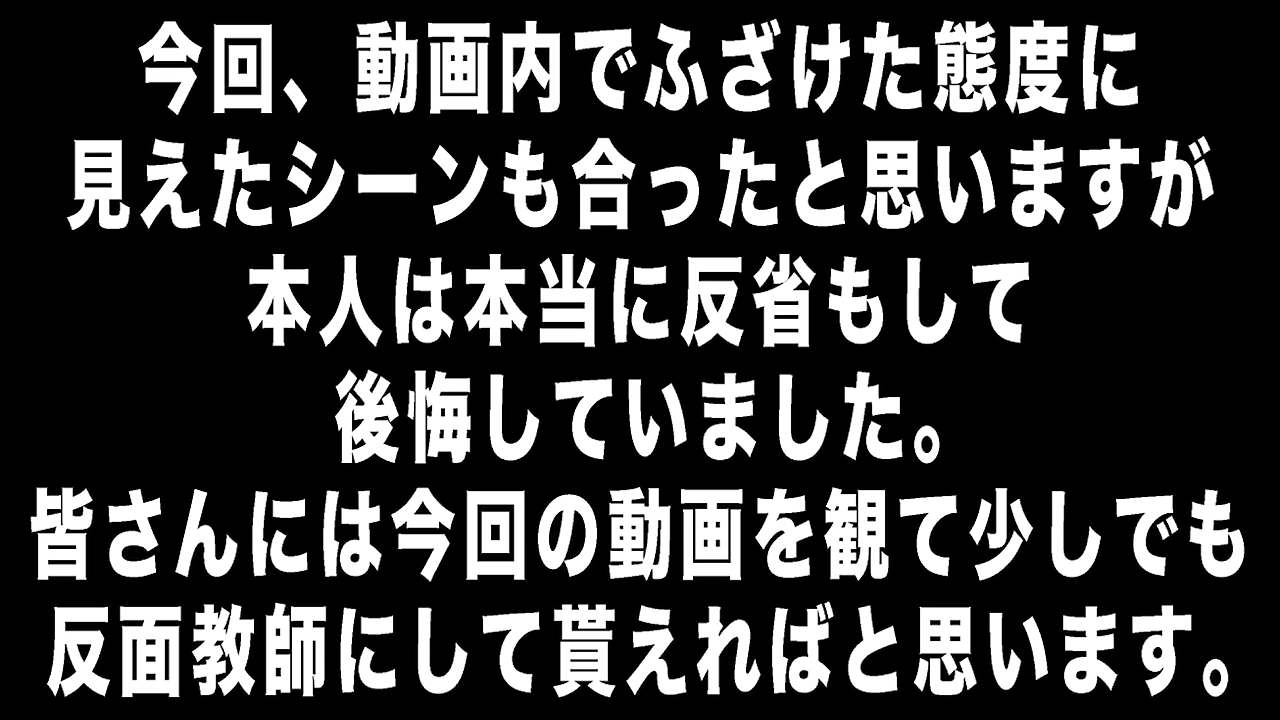 今回、動画内でふざけた態度に
見えたシーンも合ったと思いますが
本人は本当に反省もして
後悔していました。
皆さんには今回の動画を観て少しでも
反面教師にして貰えればと思います。